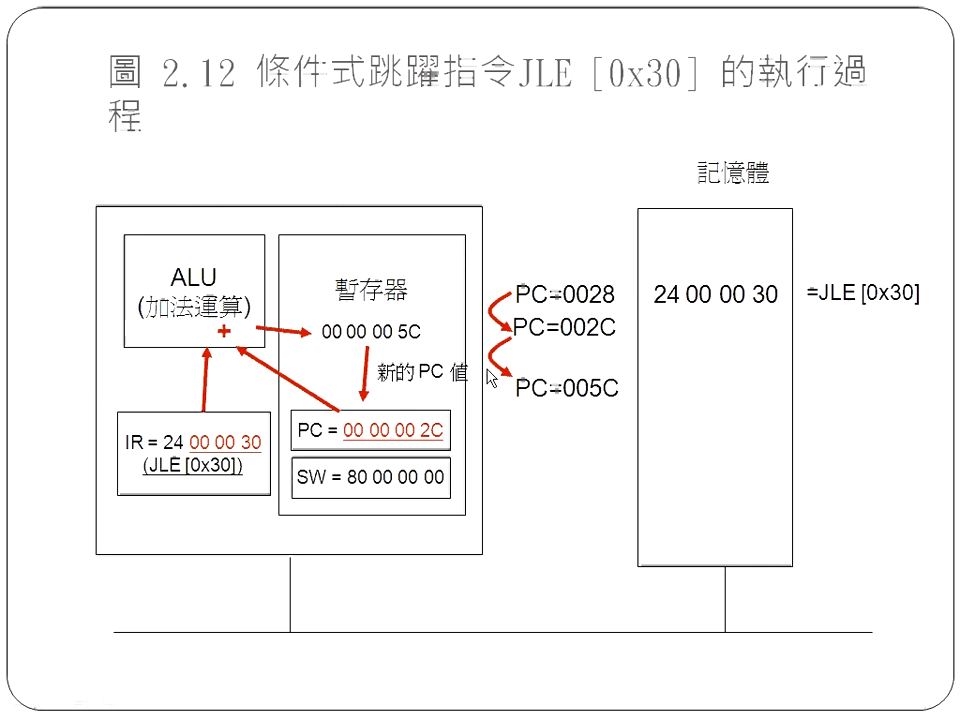 圖 2.12 條件式跳躍指令JLE [0x30] 的執行過
程
記憶體
ALU
(加法運算)
+
暫存器
00 00 00 5C
新的 PC 值
PC = 00 00 00 2C
SW = 80 00 00 00
IR = 24 00 00 30
(JLE [0x30])
PC=0028
PC=002C
PC=005C
24 00 00 30
=JLE [0x30]